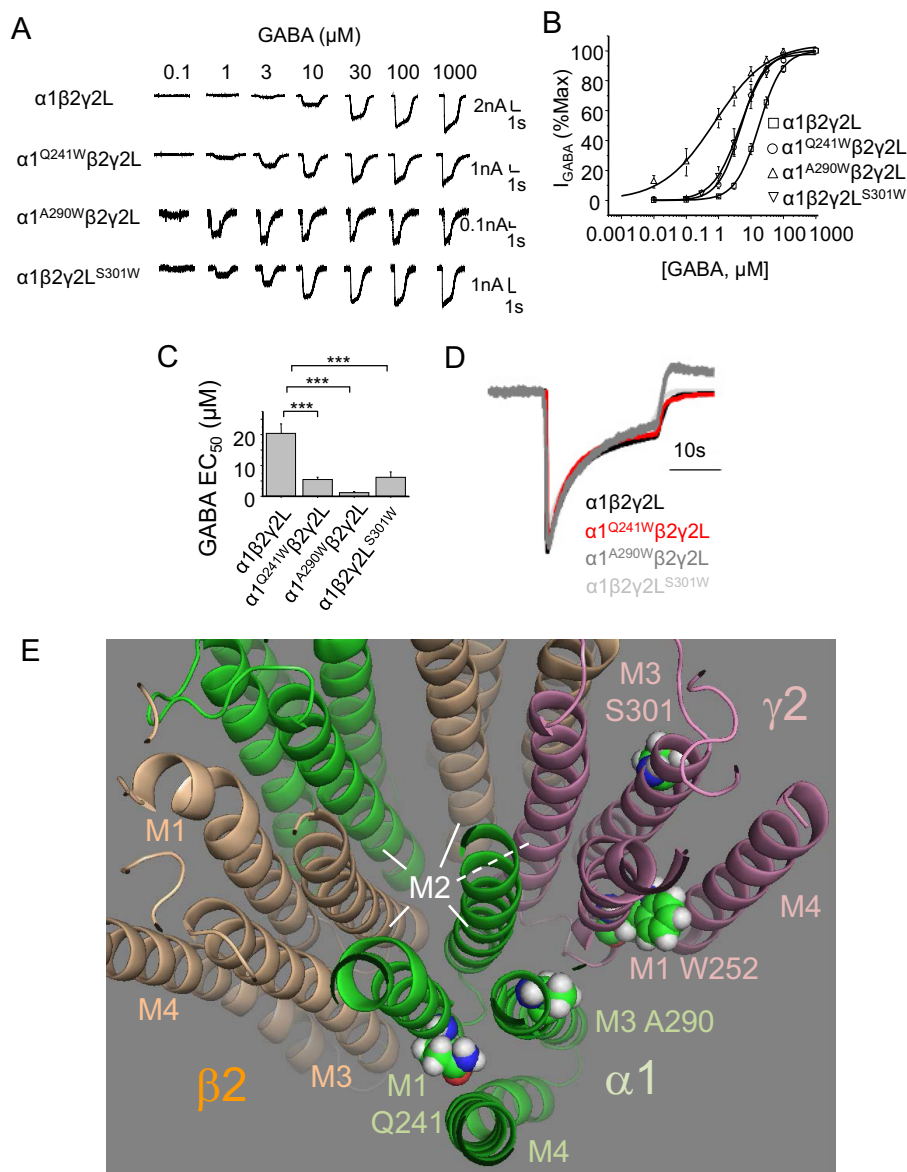 A
GABA (µM)
0.1 1 3 10 30 100 1000
α1β2γ2L
2nA
1s
α1Q241Wβ2γ2L
1nA
1s
α1A290Wβ2γ2L
0.1nA
1s
α1β2γ2LS301W
1nA
1s
B
IGABA (%Max)
100
80
60
40
20
0
α1β2γ2L
α1Q241Wβ2γ2L
α1A290Wβ2γ2L
α1β2γ2LS301W
0.001 0.01 0.1 1 10 100 1000
[GABA, µM]
C
GABA EC50 (µM)
20
10
0
***
***
***
α1β2γ2L
α1Q241Wβ2γ2L
α1A290Wβ2γ2L
α1β2γ2LS301W
D
10s
α1β2γ2L
α1Q241Wβ2γ2L
α1A290Wβ2γ2L
α1β2γ2LS301W
E
M3
S301
γ2
M1
M2
M4
M1 W252
M4
M3 A290
M3
β2
M1
Q241
α1
M4